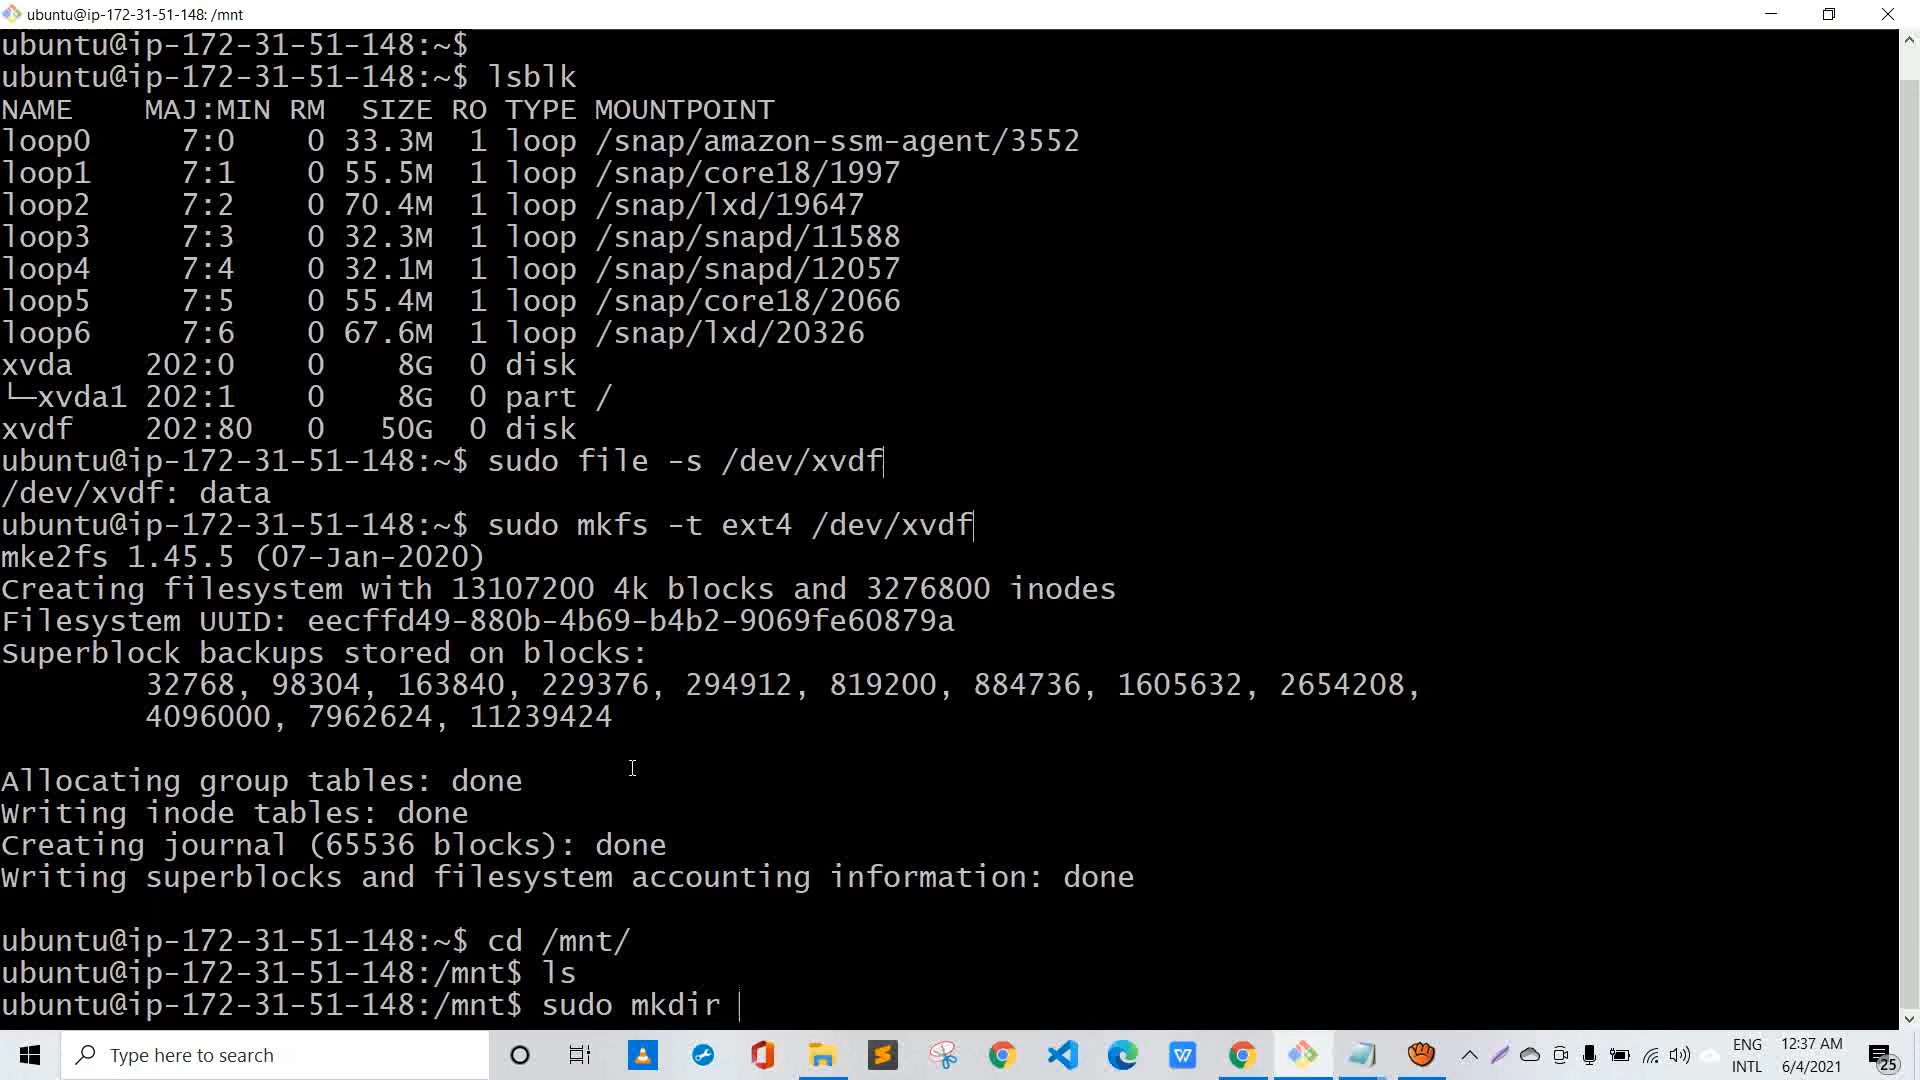 ubuntu@ip-172-31-51-148: /mnt
ubuntu@ip-172-31-51-148:~$
ubuntu@ip-172-31-51-148:~$ lsblk
NAME    MAJ:MIN RM  SIZE RO TYPE MOUNTPOINT
loop0     7:0    0 33.3M  1 loop /snap/amazon-ssm-agent/3552
loop1     7:1    0 55.5M  1 loop /snap/core18/1997
loop2     7:2    0 70.4M  1 loop /snap/lxd/19647
loop3     7:3    0 32.3M  1 loop /snap/snapd/11588
loop4     7:4    0 32.1M  1 loop /snap/snapd/12057
loop5     7:5    0 55.4M  1 loop /snap/core18/2066
loop6     7:6    0 67.6M  1 loop /snap/lxd/20326
xvda    202:0    0    8G  0 disk
└─xvda1 202:1    0    8G  0 part /
xvdf    202:80   0   50G  0 disk
ubuntu@ip-172-31-51-148:~$ sudo file -s /dev/xvdf
/dev/xvdf: data
ubuntu@ip-172-31-51-148:~$ sudo mkfs -t ext4 /dev/xvdf
mke2fs 1.45.5 (07-Jan-2020)
Creating filesystem with 13107200 4k blocks and 3276800 inodes
Filesystem UUID: eecffd49-880b-4b69-b4b2-9069fe60879a
Superblock backups stored on blocks:
        32768, 98304, 163840, 229376, 294912, 819200, 884736, 1605632, 2654208,
        4096000, 7962624, 11239424
Allocating group tables: done
Writing inode tables: done
Creating journal (65536 blocks): done
Writing superblocks and filesystem accounting information: done
ubuntu@ip-172-31-51-148:~$ cd /mnt/
ubuntu@ip-172-31-51-148:/mnt$ ls
ubuntu@ip-172-31-51-148:/mnt$ sudo mkdir
Type here to search
ENG
INTL
12:37 AM
6/4/2021
25